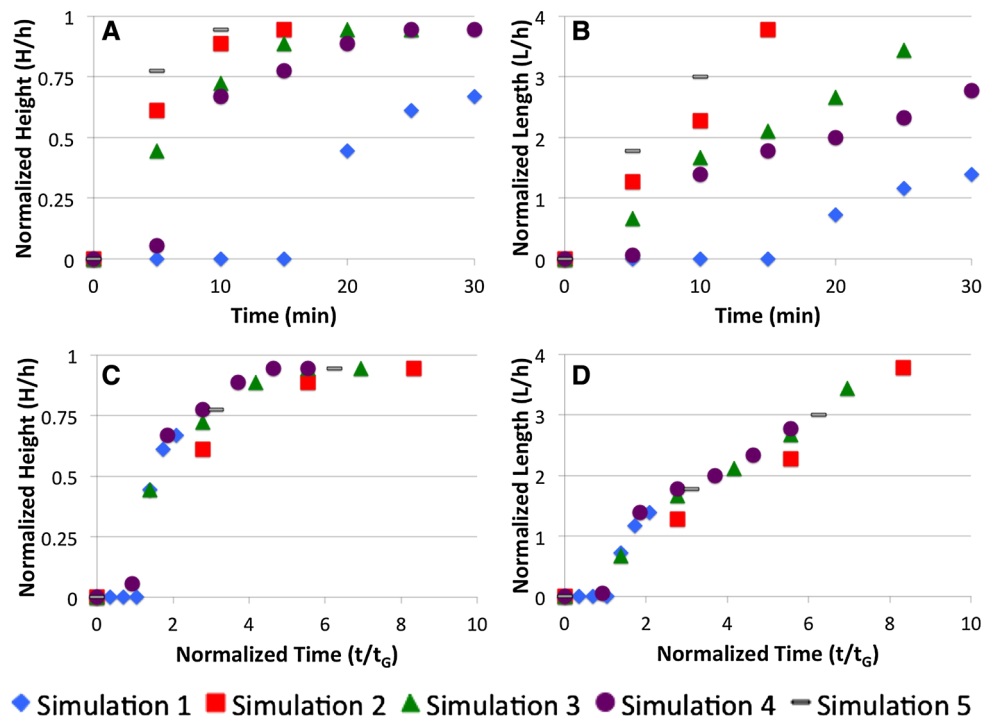 A
Normalized Height (H/h)
1
0.75
0.5
0.25
0
0 10 20 30
Time (min)
B
Normalized Length (L/h)
4
3
2
1
0
0 10 20 30
Time (min)
C
Normalized Height (H/h)
1
0.75
0.5
0.25
0
0 2 4 6 8 10
Normalized Time (t/tG)
D
Normalized Length (L/h)
4
3
2
1
0
0 2 4 6 8 10
Normalized Time (t/tG)
Simulation 1 Simulation 2 Simulation 3 Simulation 4 Simulation 5